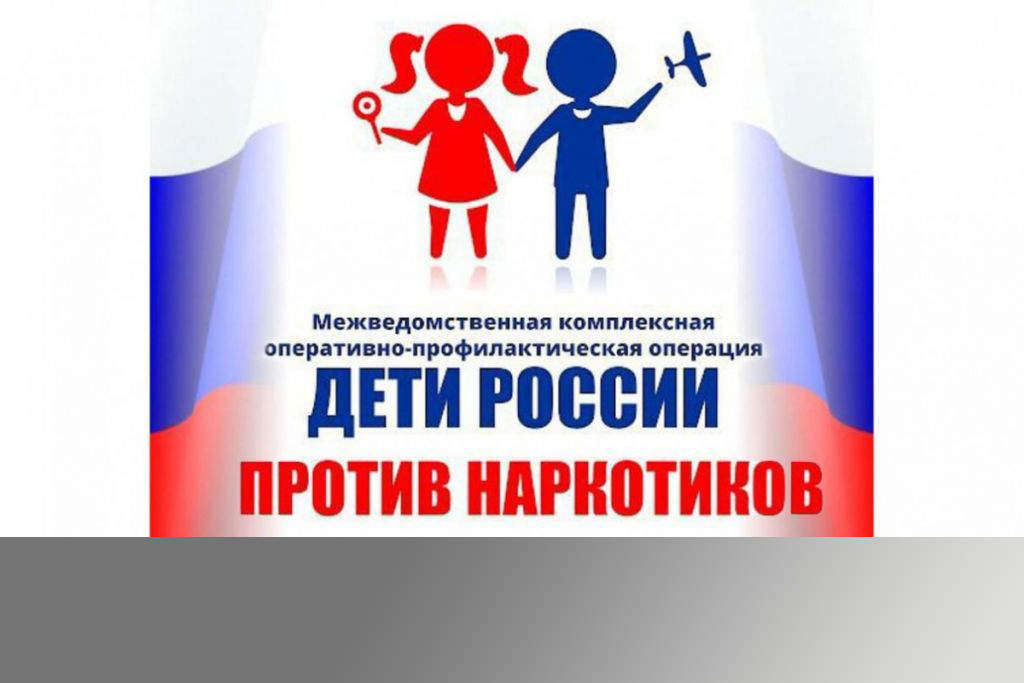 Межведомственная комплексная
оперативно-профилактическая операция
ДЕТИ РОССИИ
ПРОТИВ НАРКОТИКОВ